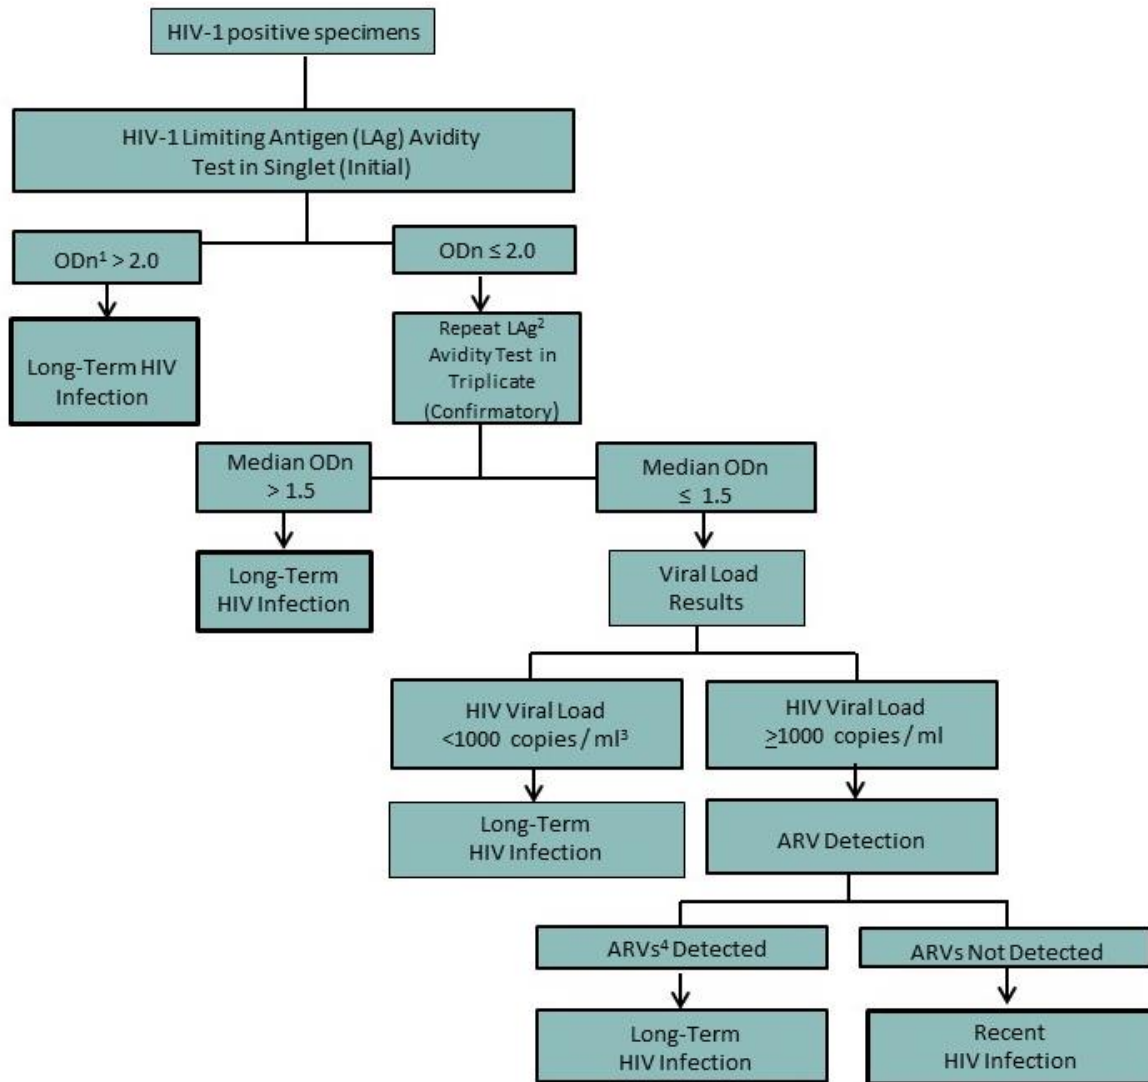 HIV-1 positive specimens
HIV-1 Limiting Antigen (LAg) Avidity
Test in Singlet (Initial)
ODn¹ > 2.0
ODn ≤ 2.0
Long-Term HIV
Infection
Repeat LAg²
Avidity Test in
Triplicate
(Confirmatory)
Median ODn
> 1.5
Median ODn
≤ 1.5
Long-Term
HIV Infection
Viral Load
Results
HIV Viral Load
<1000 copies / ml³
HIV Viral Load
≥1000 copies / ml
Long-Term
HIV Infection
ARV Detection
ARVs⁴ Detected
ARVs Not Detected
Long-Term
HIV Infection
Recent
HIV Infection